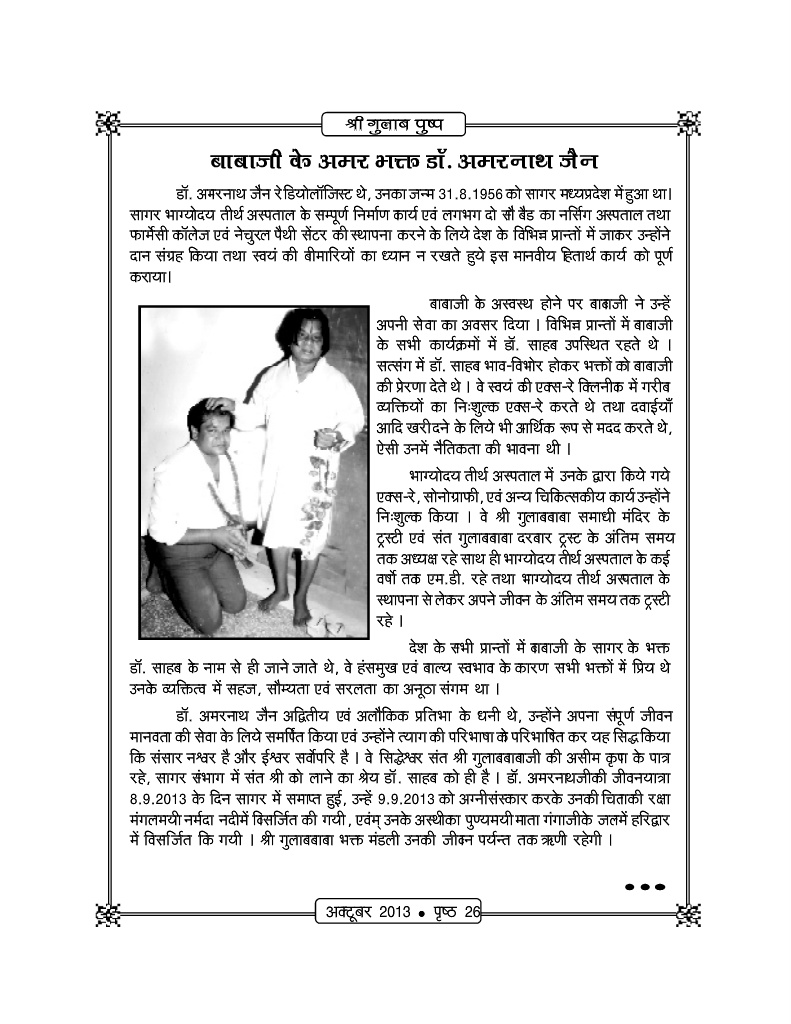 श्री गुलाब पुष्प
बाबाजी के अमर भक्त डॉ. अमरनाथ जैन
डॉ. अमरनाथ जैन रेडियोलॉजिस्ट थे, उनका जन्म 31.8.1956 को सागर मध्यप्रदेश में हुआ था।
सागर भाग्योदय तीर्थ अस्पताल के सम्पूर्ण निर्माण कार्य एवं लगभग दो सौ बैड का नर्सिंग अस्पताल तथा
फार्मेसी कॉलेज एवं नेचुरल पैथी सेंटर की स्थापना करने के लिये देश के विभिन्न प्रान्तों में जाकर उन्होंने
दान संग्रह किया तथा स्वयं की बीमारियों का ध्यान न रखते हुये इस मानवीय हितार्थ कार्य को पूर्ण
कराया।
बाबाजी के अस्वस्थ होने पर बाबाजी ने उन्हें
अपनी सेवा का अवसर दिया । विभिन्न प्रान्तों में बाबाजी
के सभी कार्यक्रमों में डॉ. साहब उपस्थित रहते थे ।
सत्संग में डॉ. साहब भाव-विभोर होकर भक्तों को बाबाजी
की प्रेरणा देते थे । वे स्वयं की एक्स-रे क्लिनीक में गरीब
व्यक्तियों का निःशुल्क एक्स-रे करते थे तथा दवाईयाँ
आदि खरीदने के लिये भी आर्थिक रूप से मदद करते थे,
ऐसी उनमें नैतिकता की भावना थी ।
भाग्योदय तीर्थ अस्पताल में उनके द्वारा किये गये
एक्स-रे, सोनोग्राफी, एवं अन्य चिकित्सकीय कार्य उन्होंने
निःशुल्क किया । वे श्री गुलाबबाबा समाधी मंदिर के
ट्रस्टी एवं संत गुलाबबाबा दरबार ट्रस्ट के अंतिम समय
तक अध्यक्ष रहे साथ ही भाग्योदय तीर्थ अस्पताल के कई
वर्षो तक एम.डी. रहे तथा भाग्योदय तीर्थ अस्पताल के
स्थापना से लेकर अपने जीवन के अंतिम समय तक ट्रस्टी
रहे ।
देश के सभी प्रान्तों में बाबाजी के सागर के भक्त
डॉ. साहब के नाम से ही जाने जाते थे, वे हंसमुख एवं बाल्य स्वभाव के कारण सभी भक्तों में प्रिय थे
उनके व्यक्तित्व में सहज, सौम्यता एवं सरलता का अनूठा संगम था ।
डॉ. अमरनाथ जैन अद्वितीय एवं अलौकिक प्रतिभा के धनी थे, उन्होंने अपना संपूर्ण जीवन
मानवता की सेवा के लिये समर्पित किया एवं उन्होंने त्याग की परिभाषा को परिभाषित कर यह सिद्ध किया
कि संसार नश्वर है और ईश्वर सर्वोपरि है । वे सिद्धेश्वर संत श्री गुलाबबाबाजी की असीम कृपा के पात्र
रहे, सागर संभाग में संत श्री को लाने का श्रेय डॉ. साहब को ही है । डॉ. अमरनाथजीकी जीवनयात्रा
8.9.2013 के दिन सागर में समाप्त हुई, उन्हें 9.9.2013 को अग्नीसंस्कार करके उनकी चिताकी रक्षा
मंगलमयी नर्मदा नदीमें विसर्जित की गयी, एवंम् उनके अस्थीका पुण्यमयी माता गंगाजीके जलमें हरिद्वार
में विसर्जित कि गयी । श्री गुलाबबाबा भक्त मंडली उनकी जीवन पर्यन्त तक ऋणी रहेगी ।
● ● ●
अक्टूबर 2013 ● पृष्ठ 26